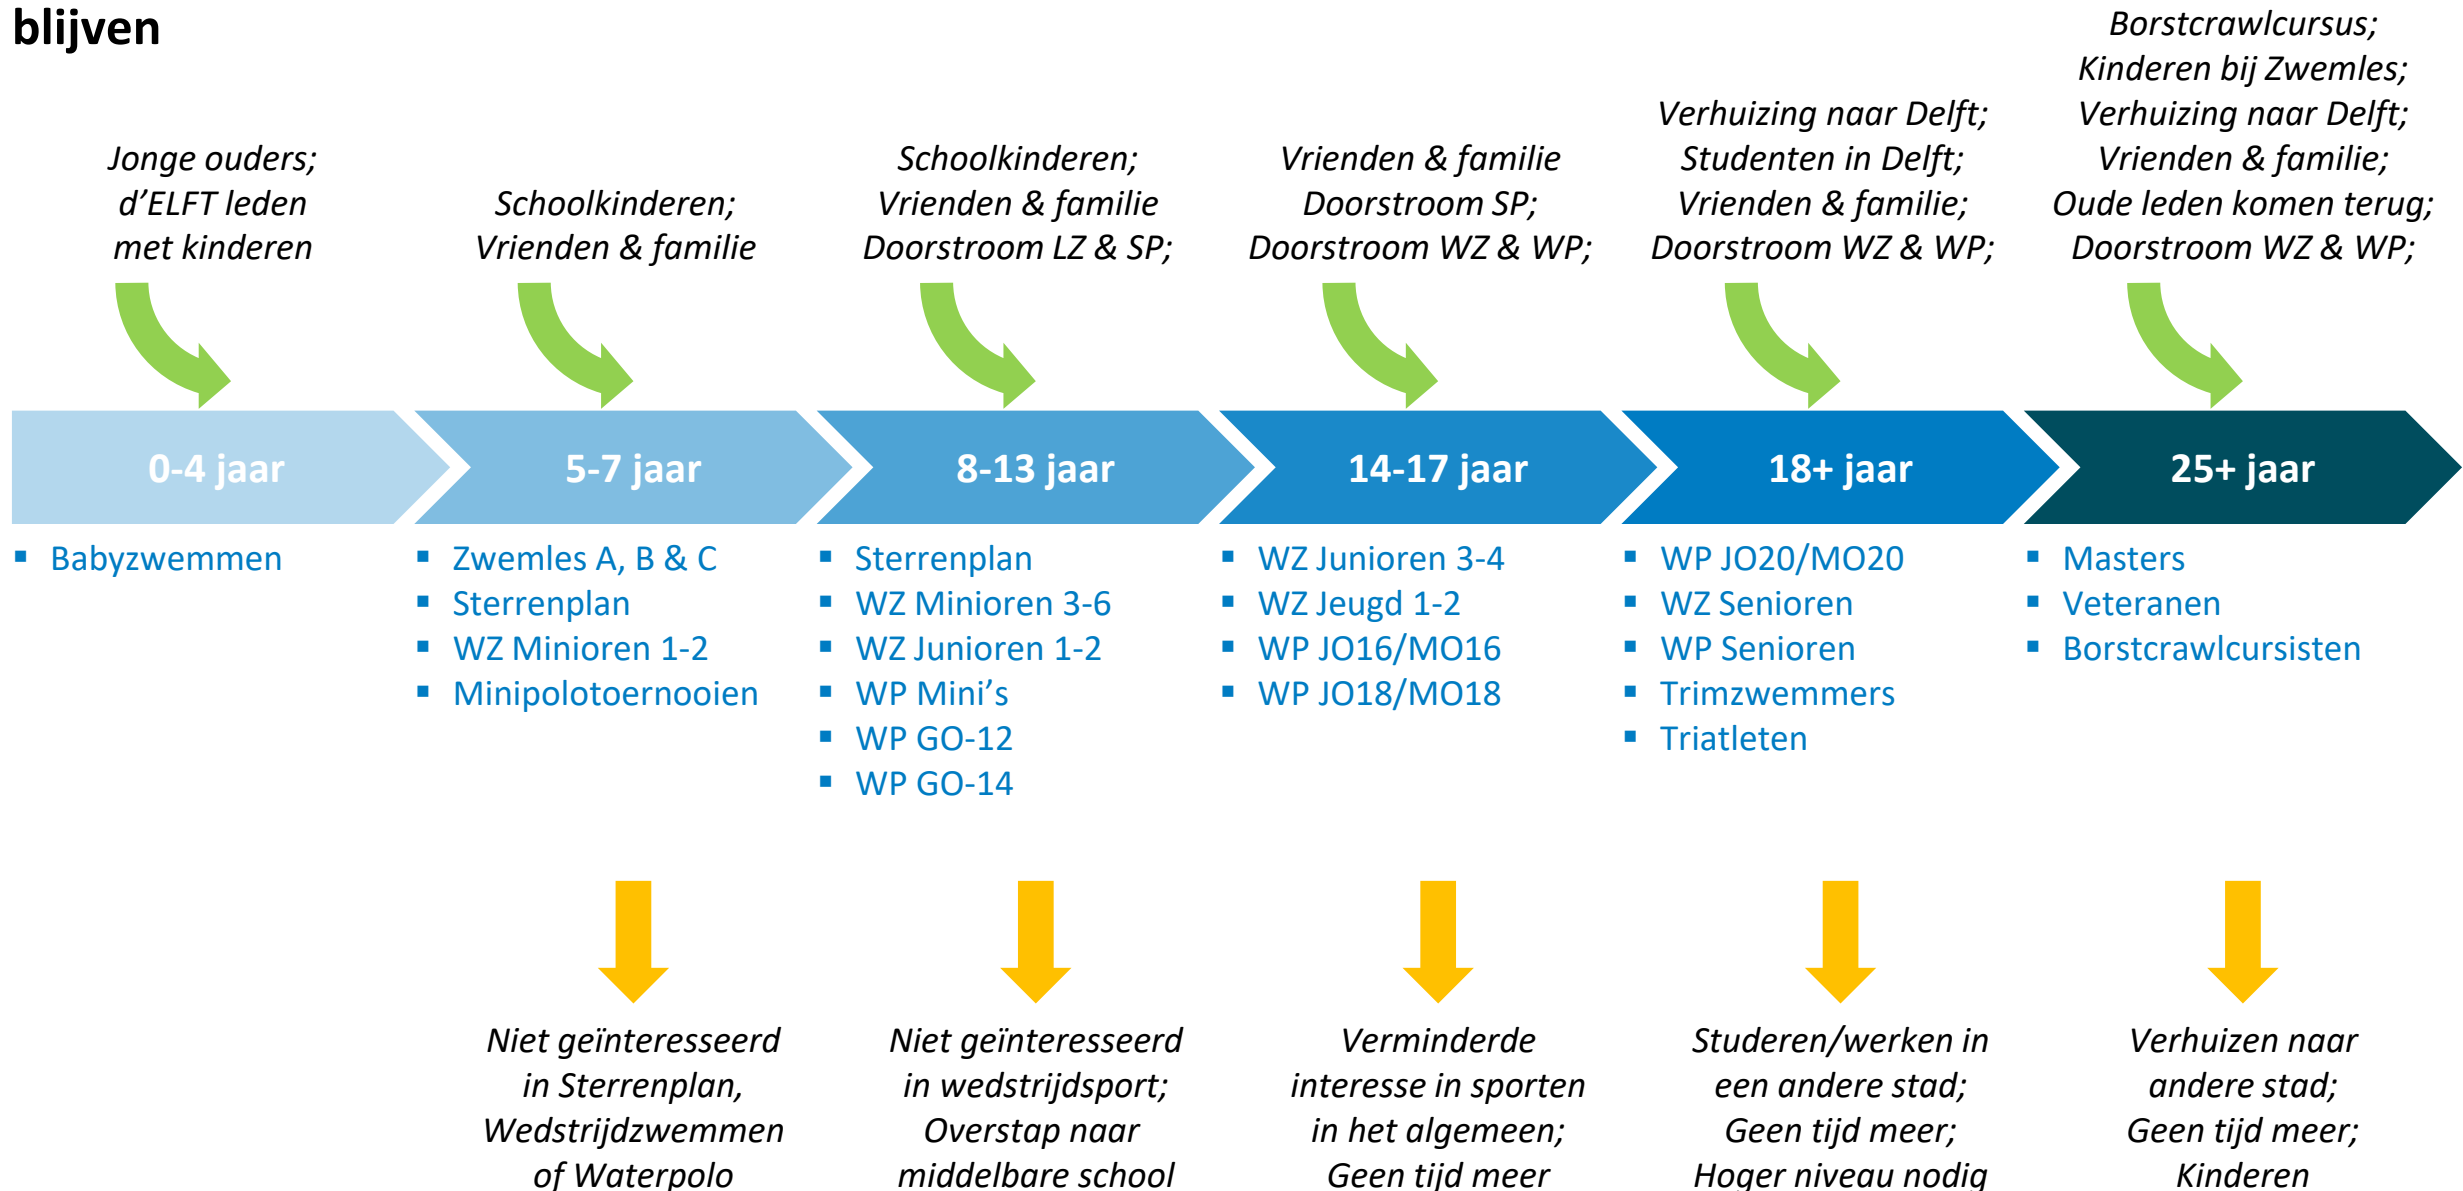 blijven
Jonge ouders;
d’ELFT leden
met kinderen
Schoolkinderen;
Vrienden & familie
Schoolkinderen;
Vrienden & familie
Doorstroom LZ & SP;
Vrienden & familie
Doorstroom SP;
Doorstroom WZ & WP;
Verhuizing naar Delft;
Studenten in Delft;
Vrienden & familie;
Doorstroom WZ & WP;
Borstcrawlcursus;
Kinderen bij Zwemles;
Verhuizing naar Delft;
Vrienden & familie;
Oude leden komen terug;
Doorstroom WZ & WP;
0-4 jaar
5-7 jaar
8-13 jaar
14-17 jaar
18+ jaar
25+ jaar
▪ Babyzwemmen
▪ Zwemles A, B & C
▪ Sterrenplan
▪ WZ Minioren 1-2
▪ Minipolotoernooien
▪ Sterrenplan
▪ WZ Minioren 3-6
▪ WZ Junioren 1-2
▪ WP Mini’s
▪ WP GO-12
▪ WP GO-14
▪ WZ Junioren 3-4
▪ WZ Jeugd 1-2
▪ WP JO16/MO16
▪ WP JO18/MO18
▪ WP JO20/MO20
▪ WZ Senioren
▪ WP Senioren
▪ Trimzwemmers
▪ Triatleten
▪ Masters
▪ Veteranen
▪ Borstcrawlcursisten
Niet geïnteresseerd
in Sterrenplan,
Wedstrijdzwemmen
of Waterpolo
Niet geïnteresseerd
in wedstrijdsport;
Overstap naar
middelbare school
Verminderde
interesse in sporten
in het algemeen;
Geen tijd meer
Studeren/werken in
een andere stad;
Geen tijd meer;
Hoger niveau nodig
Verhuizen naar
andere stad;
Geen tijd meer;
Kinderen